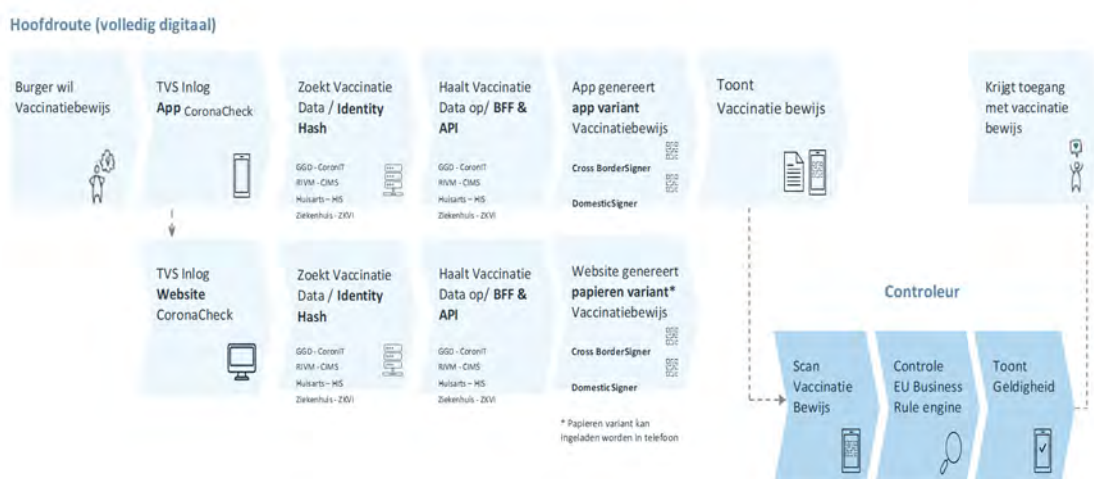 Hoofdroute (volledig digitaal)
Burger wil
Vaccinatiebewijs
TVS Inlog
App CoronaCheck
Zoekt Vaccinatie
Data / Identity
Hash
GGD - CoronIT
RIVM - CIMS
Huisarts – HIS
Ziekenhuis - ZKVI
Haalt Vaccinatie
Data op/ BFF &
API
GGD - CoronIT
RIVM - CIMS
Huisarts – HIS
Ziekenhuis - ZKVI
App genereert
app variant
Vaccinatiebewijs
Cross BorderSigner
DomesticSigner
Toont
Vaccinatie bewijs
Krijgt toegang
met vaccinatie
bewijs
TVS Inlog
Website
CoronaCheck
Zoekt Vaccinatie
Data / Identity
Hash
GGD - CoronIT
RIVM - CIMS
Huisarts – HIS
Ziekenhuis - ZKVI
Haalt Vaccinatie
Data op/ BFF &
API
GGD - CoronIT
RIVM - CIMS
Huisarts – HIS
Ziekenhuis - ZKVI
Website genereert
papieren variant*
Vaccinatiebewijs
Cross BorderSigner
DomesticSigner
* Papieren variant kan
ingeladen worden in telefoon
Controleur
Scan
Vaccinatie
Bewijs
Controle
EU Business
Rule engine
Toont
Geldigheid